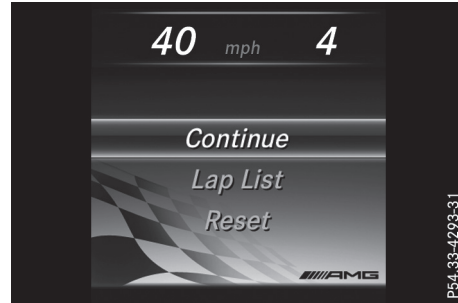 40 mph 4
Continue
Lap List
Reset
AMG
P54.33-4293-31